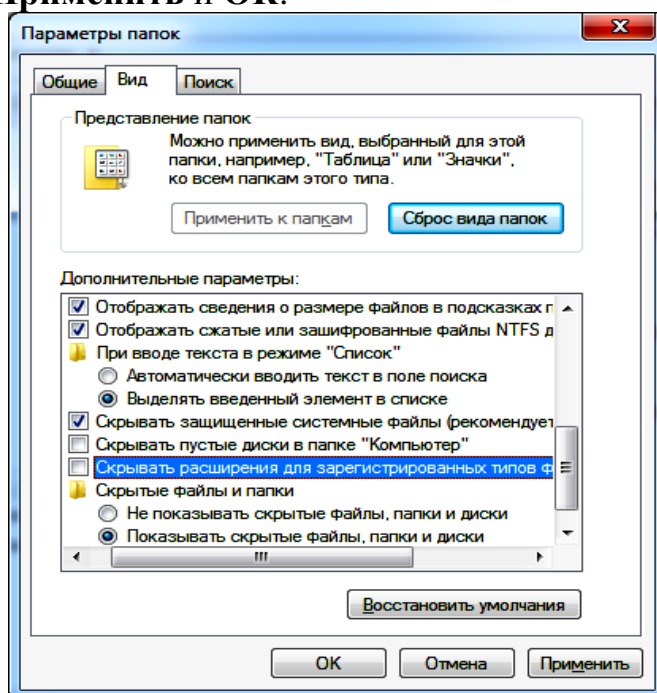 Применить и ОК.
Параметры папок
Общие Вид Поиск
Представление папок
Можно применить вид, выбранный для этой
папки, например, "Таблица" или "Значки",
ко всем папкам этого типа.
Применить к папкам Сброс вида папок
Дополнительные параметры:
Отображать сведения о размере файлов в подсказках п
Отображать сжатые или зашифрованные файлы NTFS д
При вводе текста в режиме "Список"
Автоматически вводить текст в поле поиска
Выделять введенный элемент в списке
Скрывать защищенные системные файлы (рекомендует
Скрывать пустые диски в папке "Компьютер"
Скрывать расширения для зарегистрированных типов ф
Скрытые файлы и папки
Не показывать скрытые файлы, папки и диски
Показывать скрытые файлы, папки и диски
Восстановить умолчания
ОК Отмена Применить